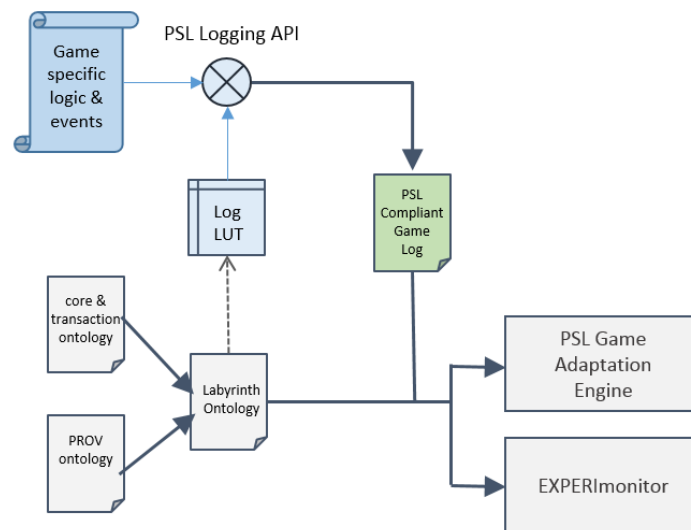 PSL Logging API
Game
specific
logic &
events
Log
LUT
PSL
Compliant
Game
Log
core &
transaction
ontology
Labyrinth
Ontology
PROV
ontology
PSL Game
Adaptation
Engine
EXPERImonitor